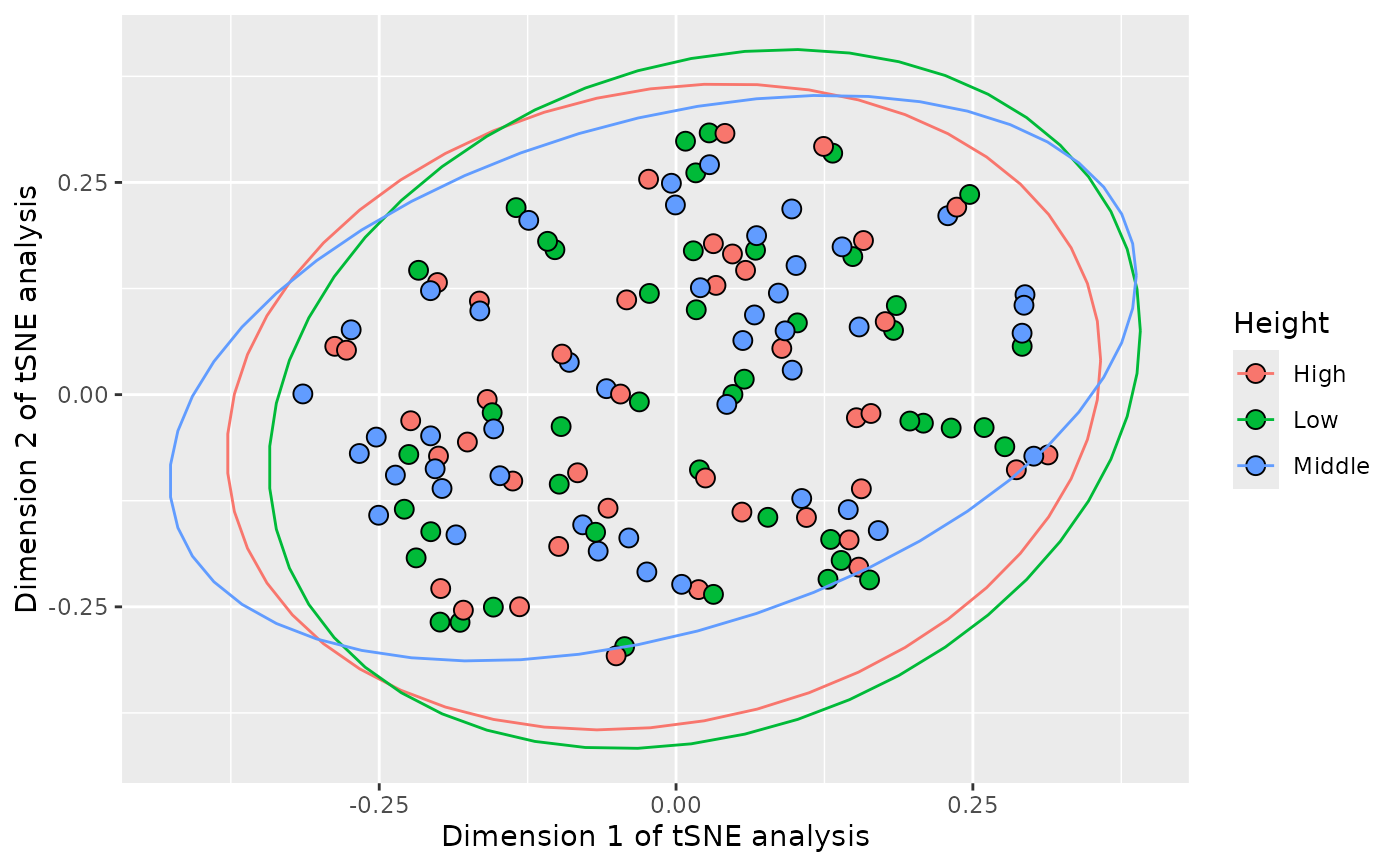 Dimension 2 of tSNE analysis
0.25
0.00
-0.25
-0.25
0.00
0.25
Dimension 1 of tSNE analysis
Height
High
Low
Middle